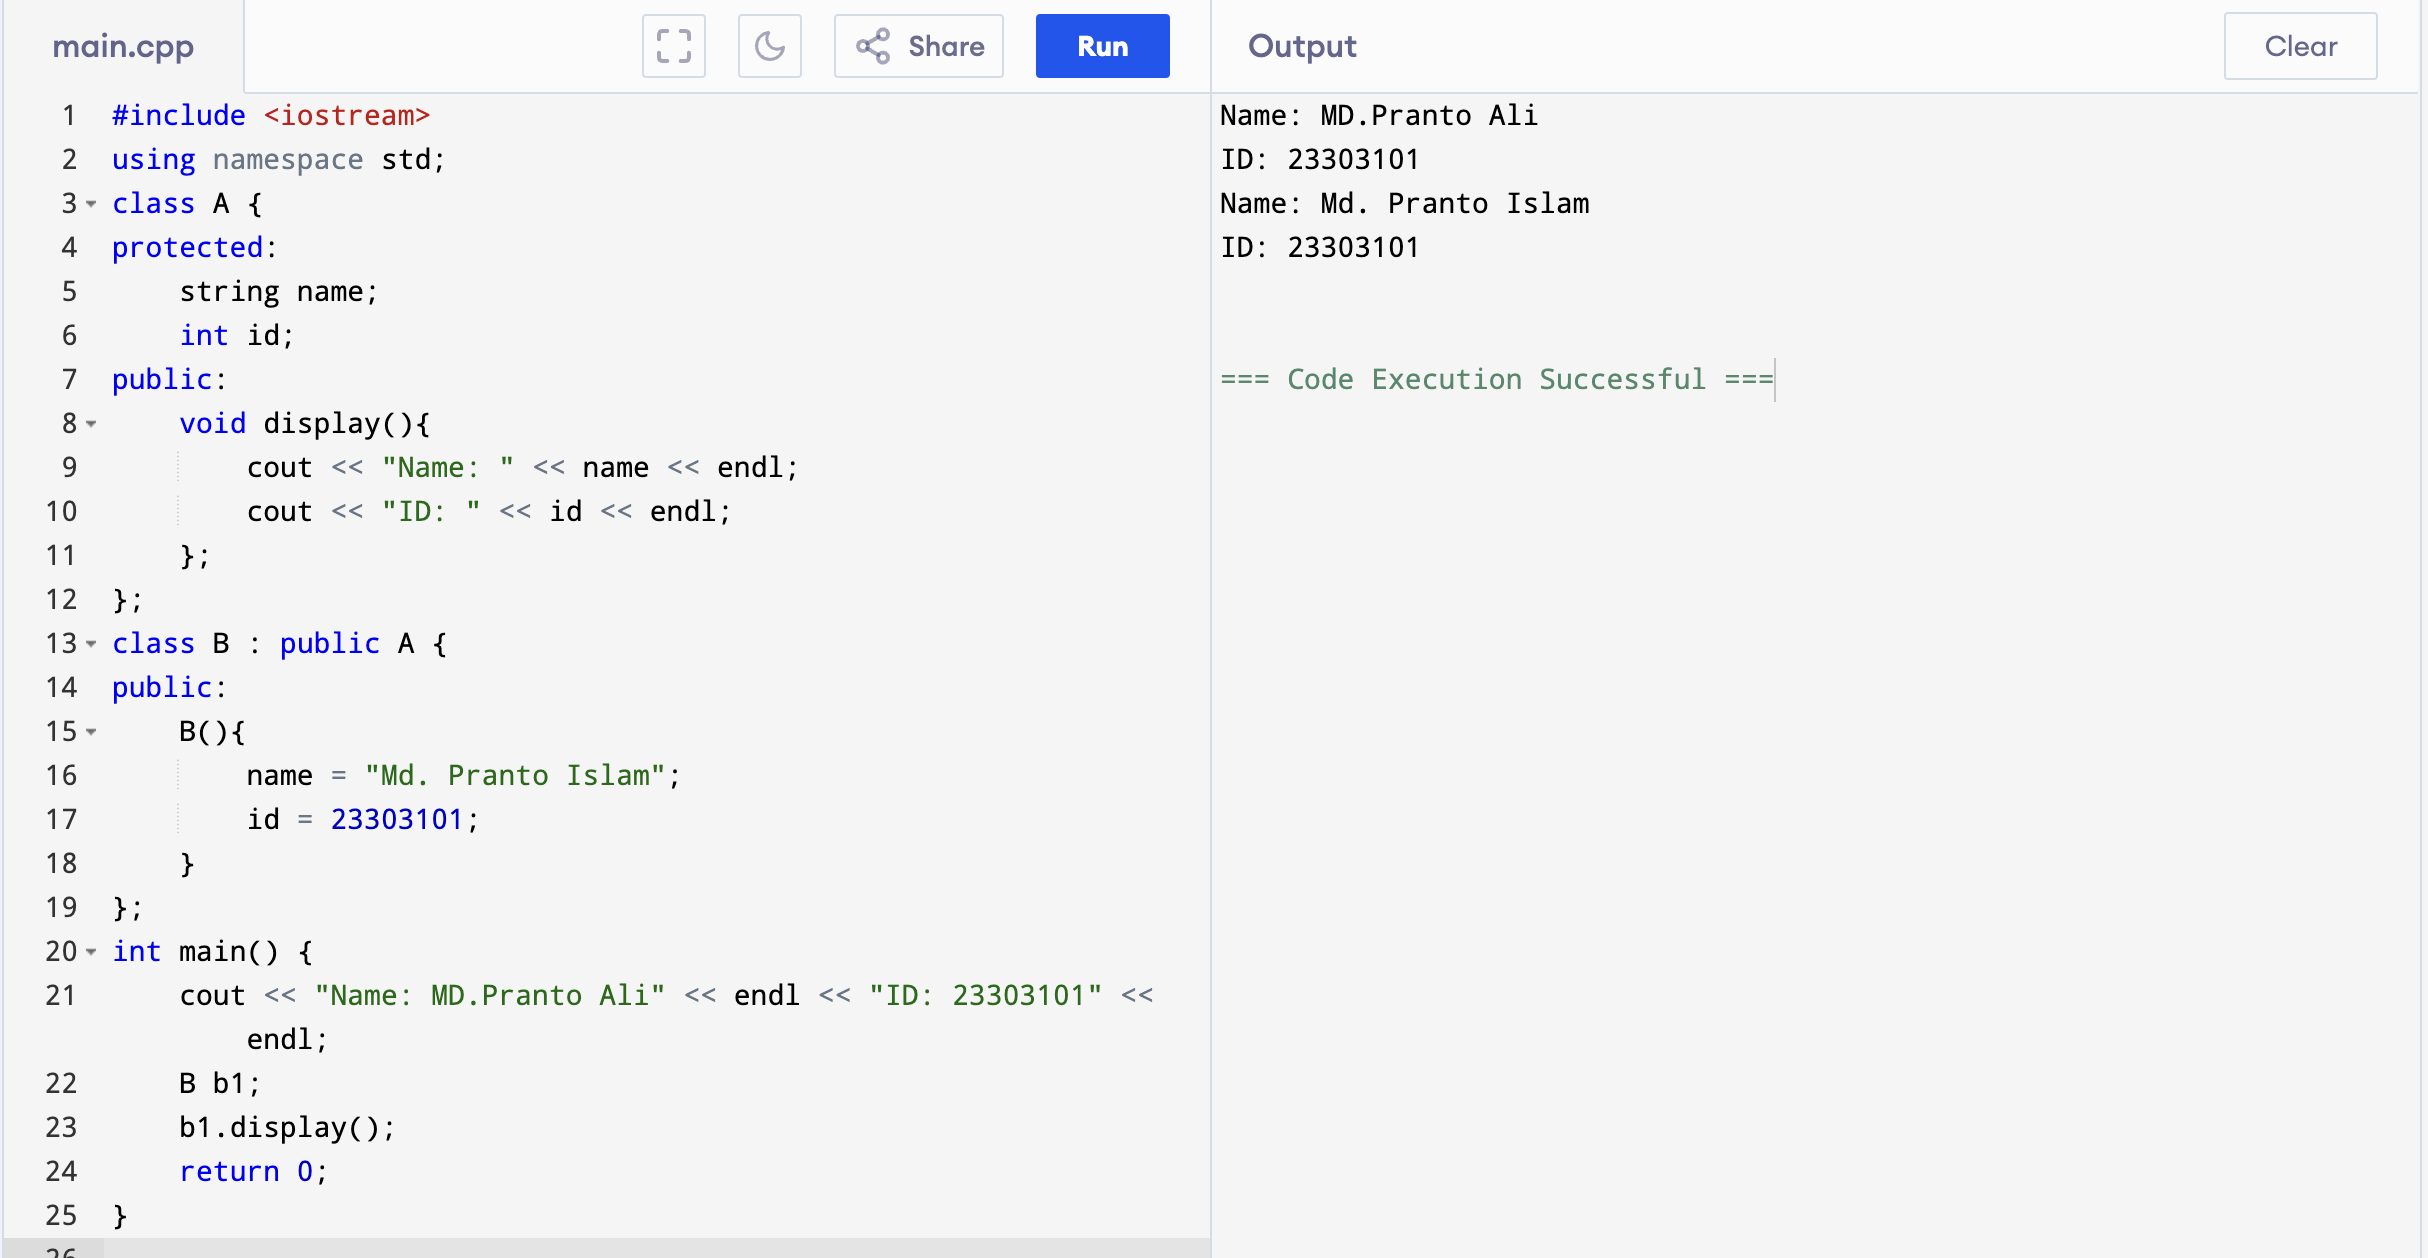 main.cpp
Share
Run
Output
Clear
1 #include <iostream>
2 using namespace std;
3 class A {
4 protected:
5     string name;
6     int id;
7 public:
8     void display(){
9         cout << "Name: " << name << endl;
10         cout << "ID: " << id << endl;
11     };
12 };
13 class B : public A {
14 public:
15     B(){
16         name = "Md. Pranto Islam";
17         id = 23303101;
18     }
19 };
20 int main() {
21     cout << "Name: MD.Pranto Ali" << endl << "ID: 23303101" <<
        endl;
22     B b1;
23     b1.display();
24     return 0;
25 }
26
Name: MD.Pranto Ali
ID: 23303101
Name: Md. Pranto Islam
ID: 23303101
=== Code Execution Successful ===